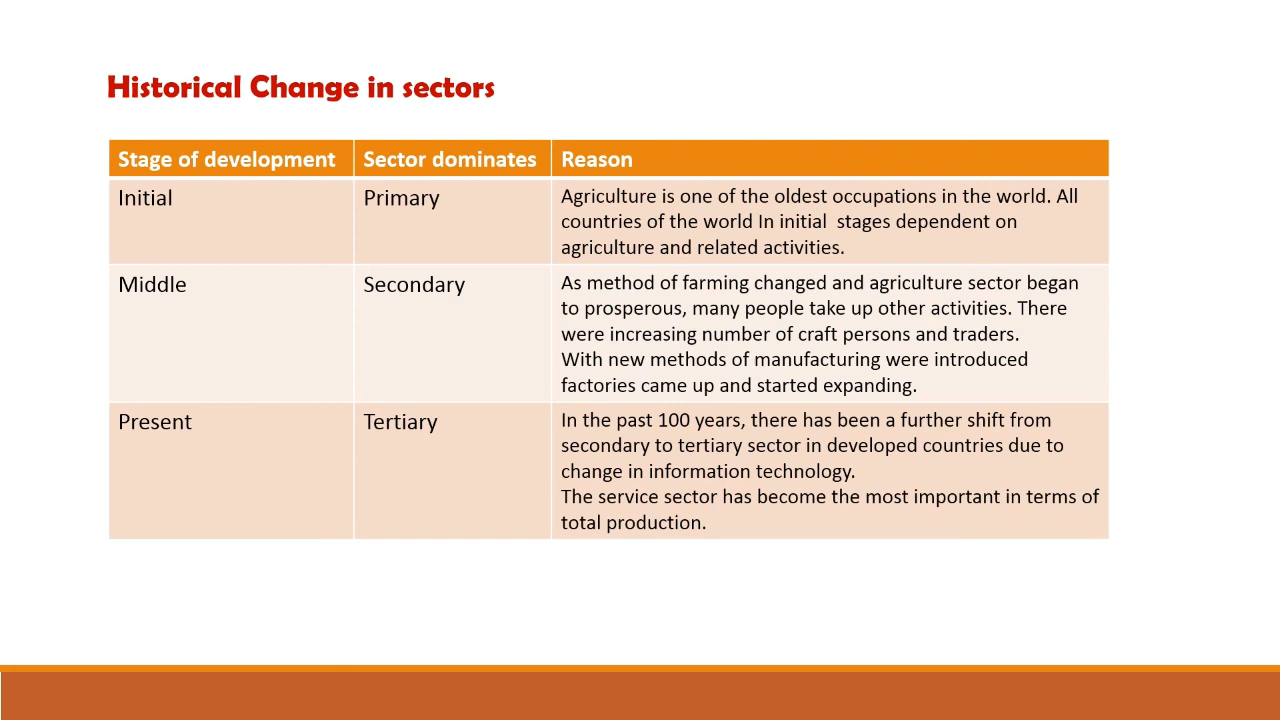 Historical Change in sectors
Stage of development Sector dominates Reason
Initial Primary Agriculture is one of the oldest occupations in the world. All
countries of the world In initial  stages dependent on
agriculture and related activities.
Middle Secondary As method of farming changed and agriculture sector began
to prosperous, many people take up other activities. There
were increasing number of craft persons and traders.
With new methods of manufacturing were introduced
factories came up and started expanding.
Present Tertiary In the past 100 years, there has been a further shift from
secondary to tertiary sector in developed countries due to
change in information technology.
The service sector has become the most important in terms of
total production.